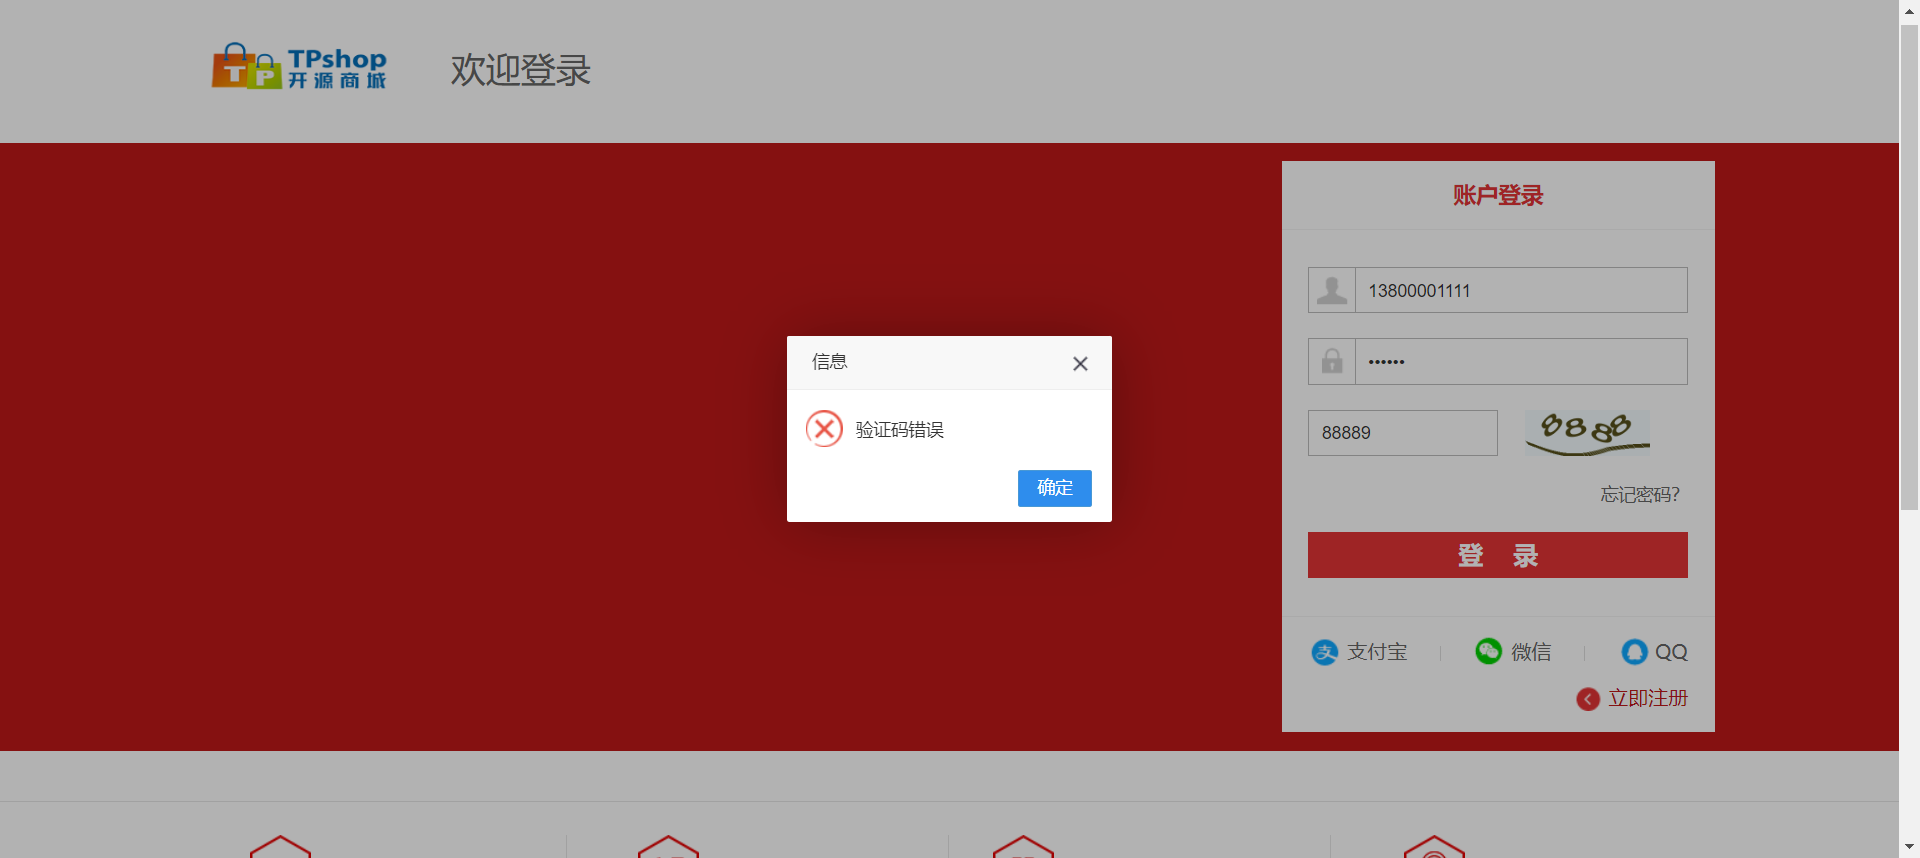 TPshop
开源商城
TP
欢迎登录
账户登录
13800001111
••••••
88889
8888
忘记密码?
登 录
支付宝
微信
QQ
立即注册
信息
验证码错误
确定